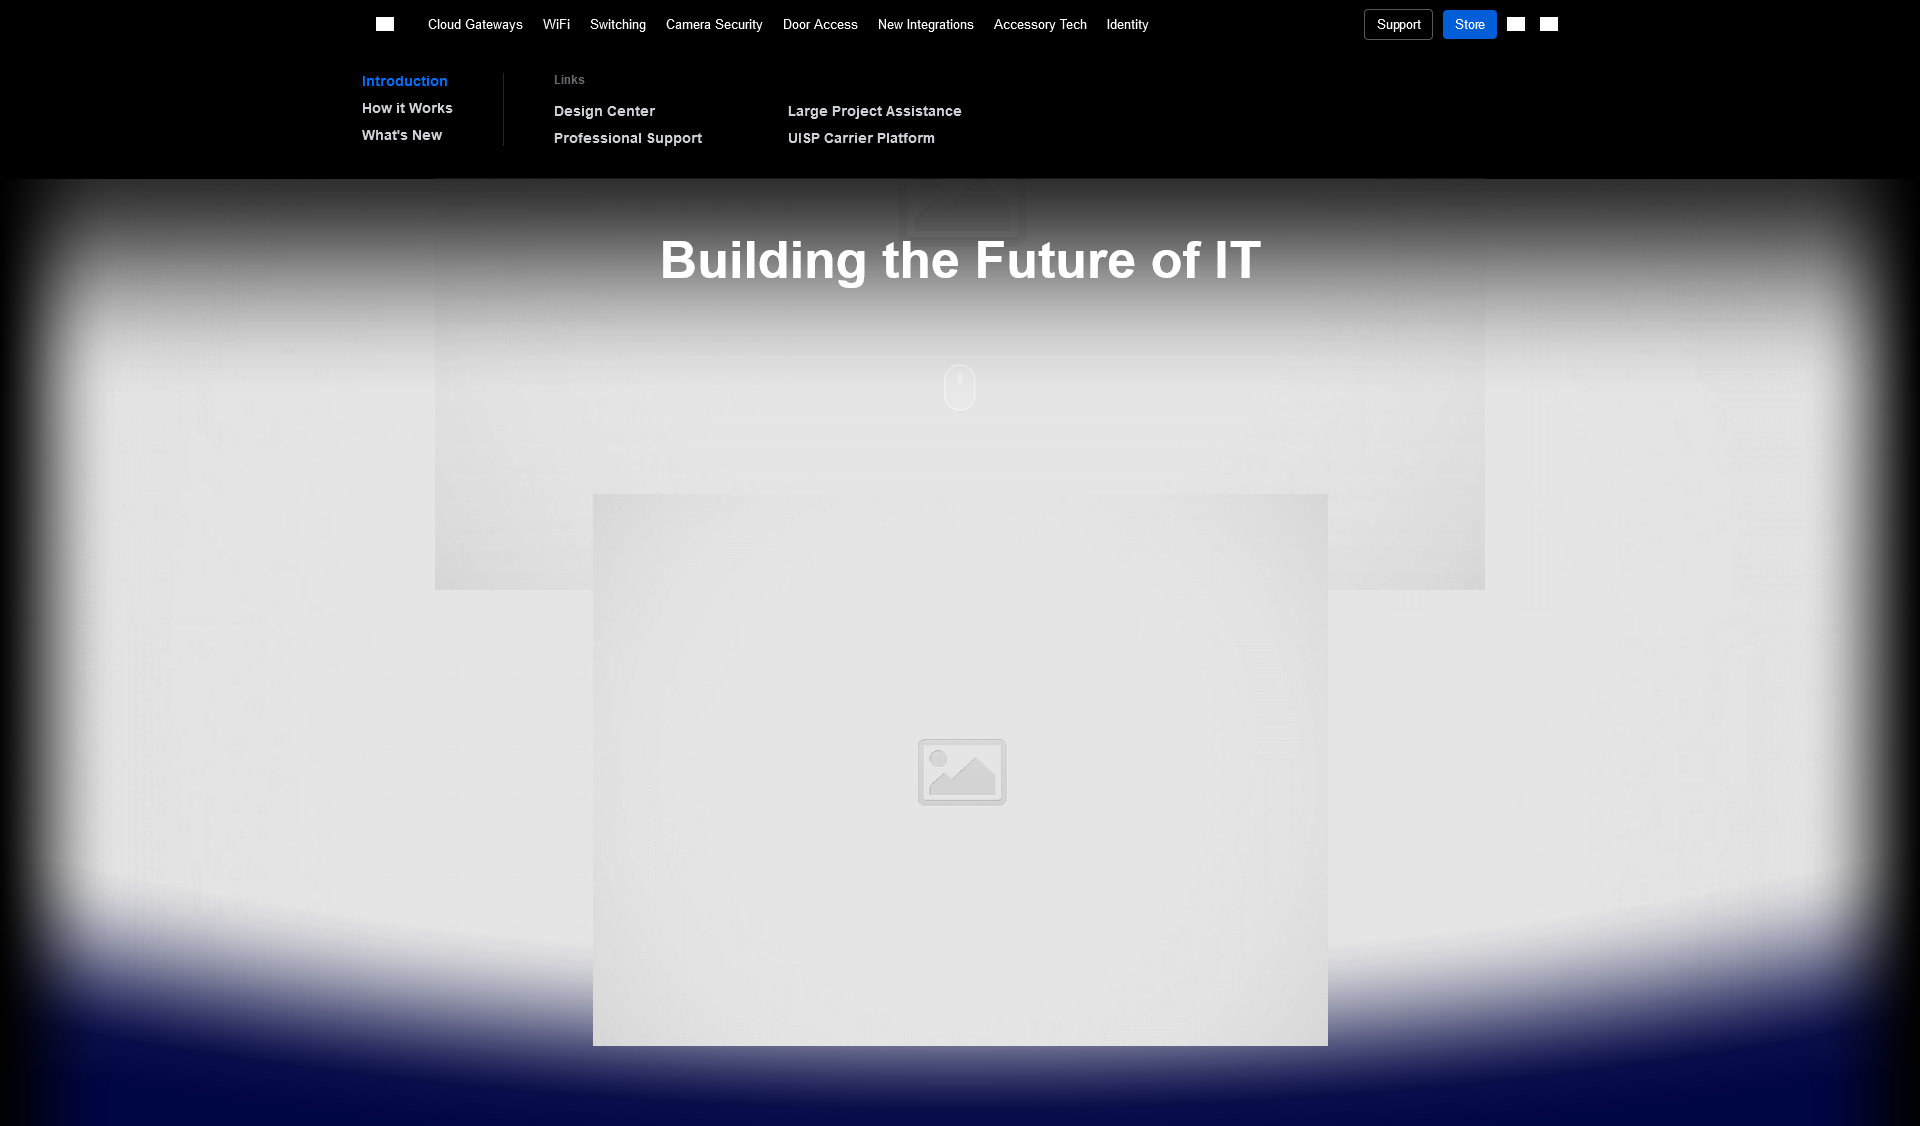 Cloud Gateways WiFi Switching Camera Security Door Access New Integrations Accessory Tech Identity Support Store
Introduction
How it Works
What's New
Links
Design Center
Professional Support
Large Project Assistance
UISP Carrier Platform
Building the Future of IT